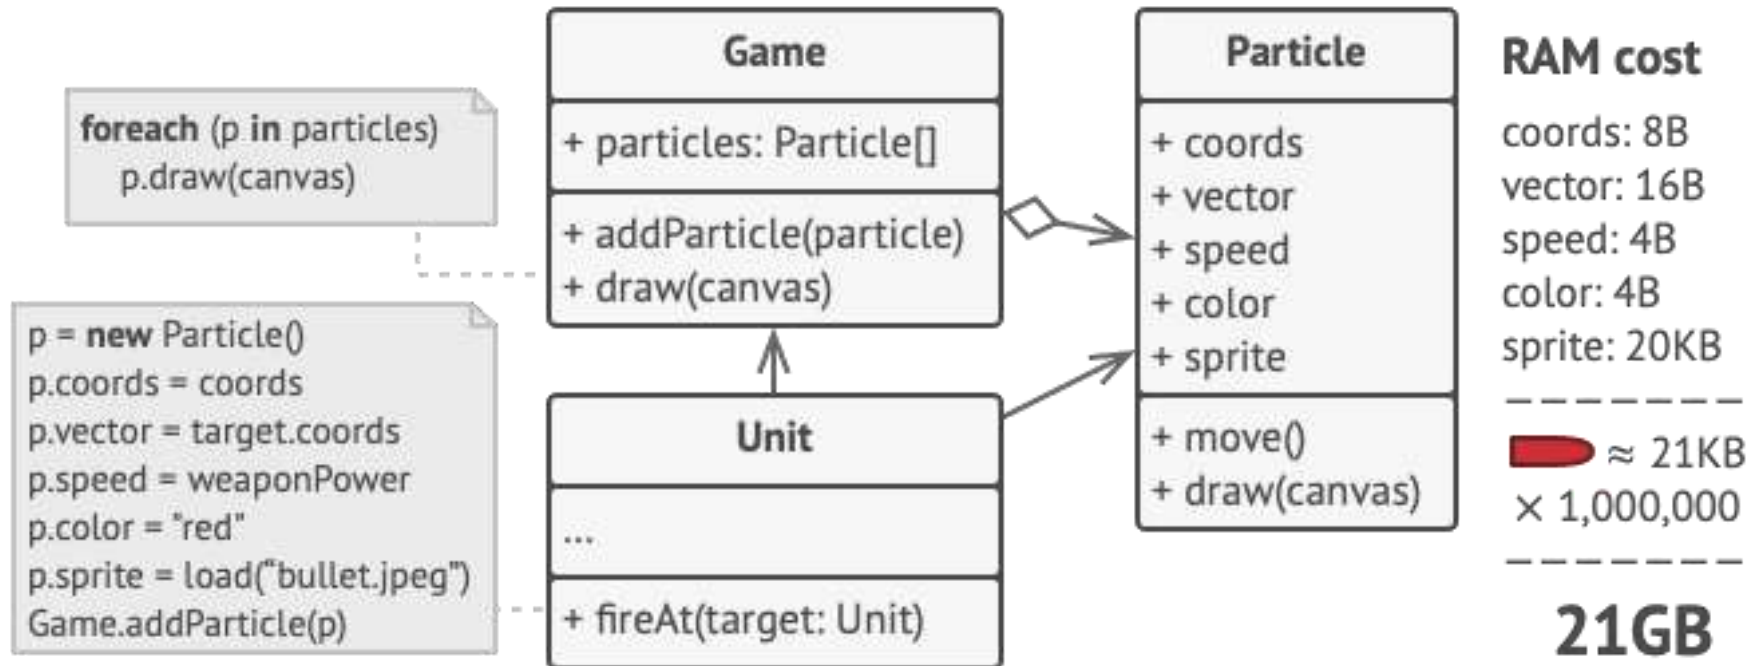 foreach (p in particles)
p.draw(canvas)
p = new Particle()
p.coords = coords
p.vector = target.coords
p.speed = weaponPower
p.color = "red"
p.sprite = load("bullet.jpeg")
Game.addParticle(p)
Game
+ particles: Particle[]
+ addParticle(particle)
+ draw(canvas)
Unit
...
+ fireAt(target: Unit)
Particle
+ coords
+ vector
+ speed
+ color
+ sprite
+ move()
+ draw(canvas)
RAM cost
coords: 8B
vector: 16B
speed: 4B
color: 4B
sprite: 20KB
≈ 21KB
× 1,000,000
21GB